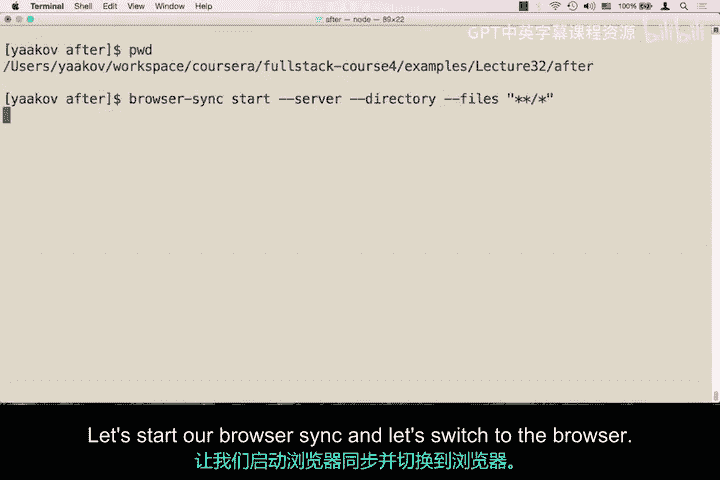 Terminal Shell Edit View Window Help 100%
after — node — 89×22
GPT中英字幕课程资源 bilibili
[yaakov after]$ pwd
/Users/yaakov/workspace/coursera/fullstack-course4/examples/Lecture32/after
[yaakov after]$ browser-sync start --server --directory --files "**/*"
Let's start our browser sync and let's switch to the browser.
让我们启动浏览器同步并切换到浏览器。